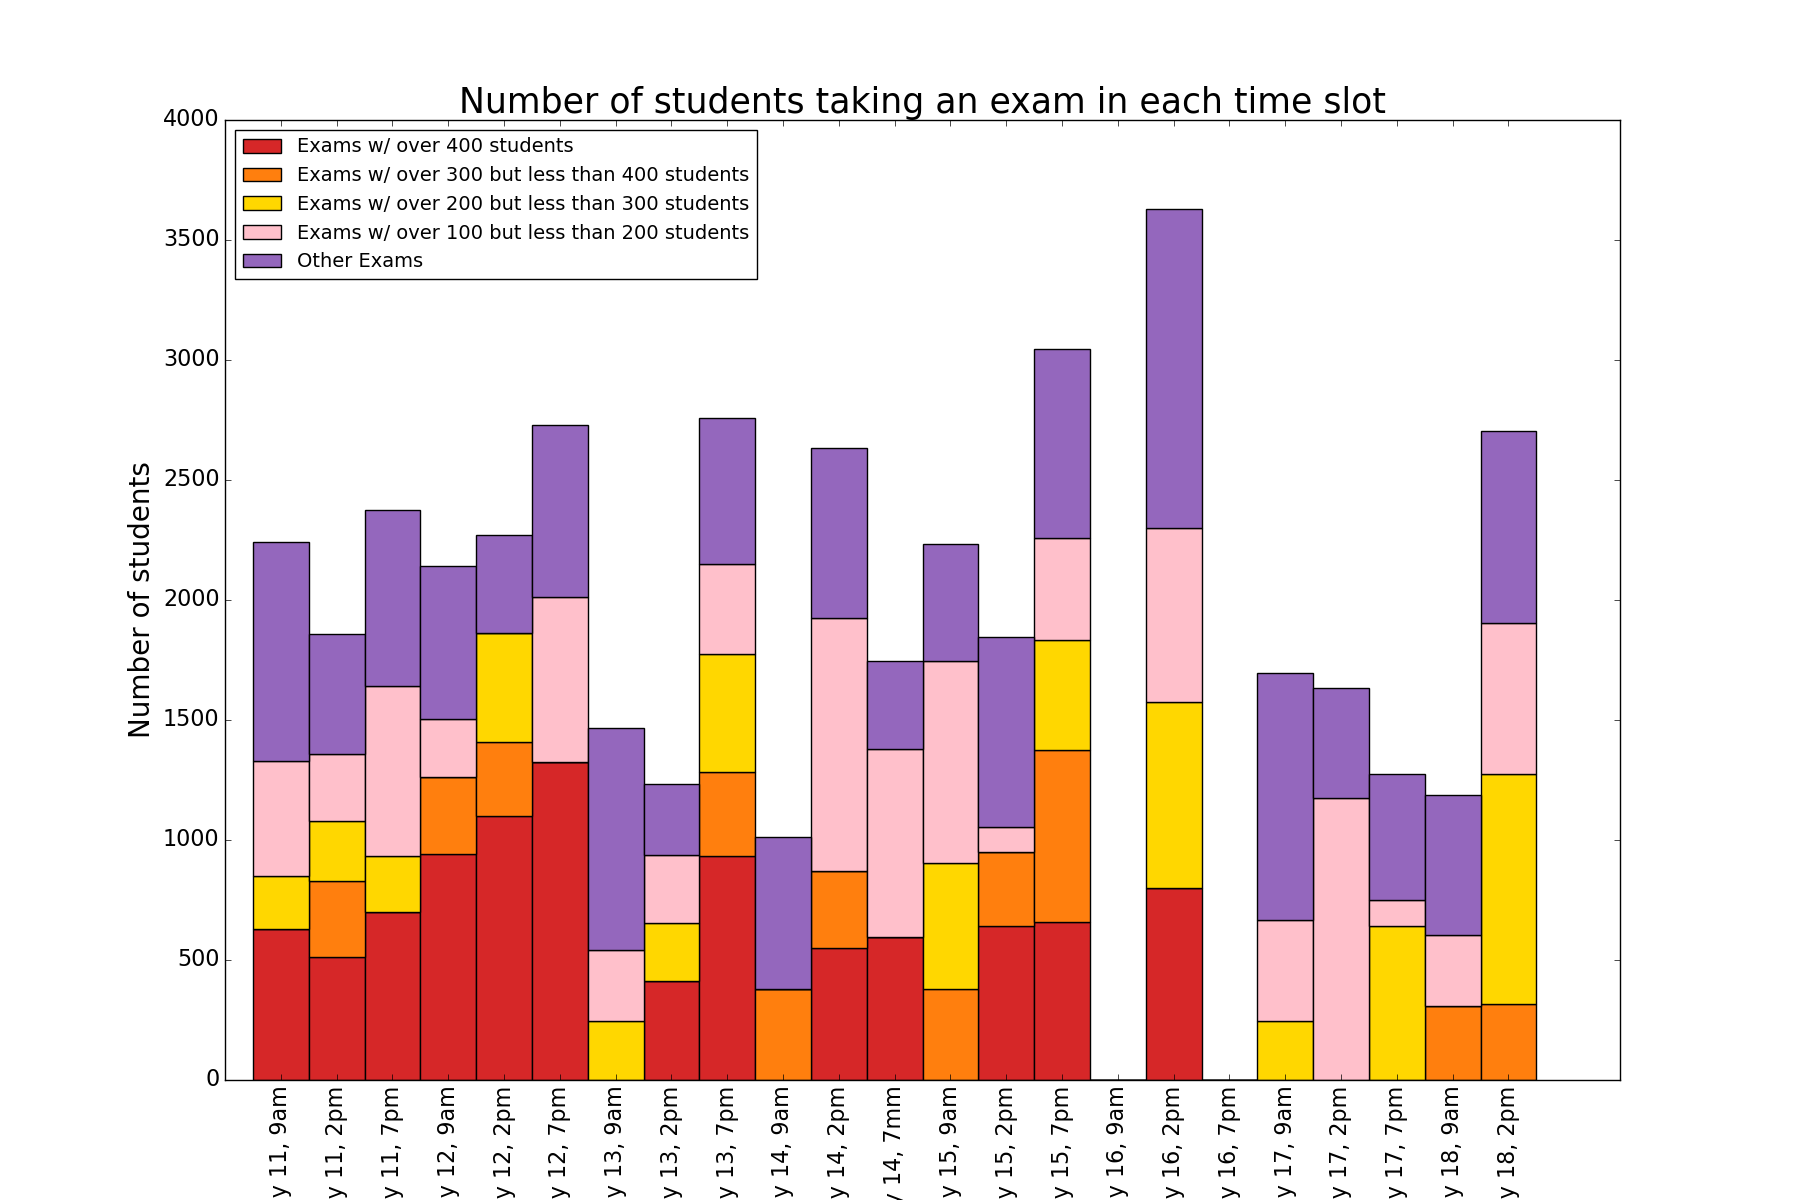 Number of students taking an exam in each time slot
Exams w/ over 400 students
Exams w/ over 300 but less than 400 students
Exams w/ over 200 but less than 300 students
Exams w/ over 100 but less than 200 students
Other Exams
Number of students
4000
3500
3000
2500
2000
1500
1000
500
0
y 11, 9am
y 11, 2pm
y 11, 7pm
y 12, 9am
y 12, 2pm
y 12, 7pm
y 13, 9am
y 13, 2pm
y 13, 7pm
y 14, 9am
y 14, 2pm
y 14, 7mm
y 15, 9am
y 15, 2pm
y 15, 7pm
y 16, 9am
y 16, 2pm
y 16, 7pm
y 17, 9am
y 17, 2pm
y 17, 7pm
y 18, 9am
y 18, 2pm